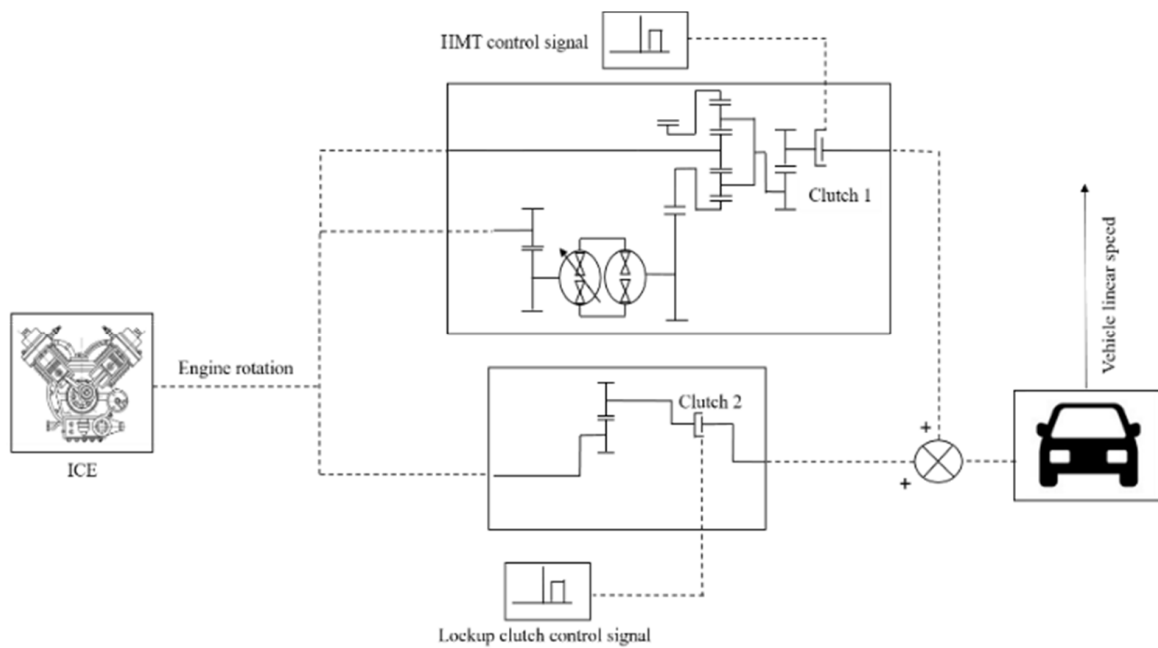 HMT control signal
Clutch 1
Vehicle linear speed
Engine rotation
Clutch 2
+
+
ICE
Lockup clutch control signal